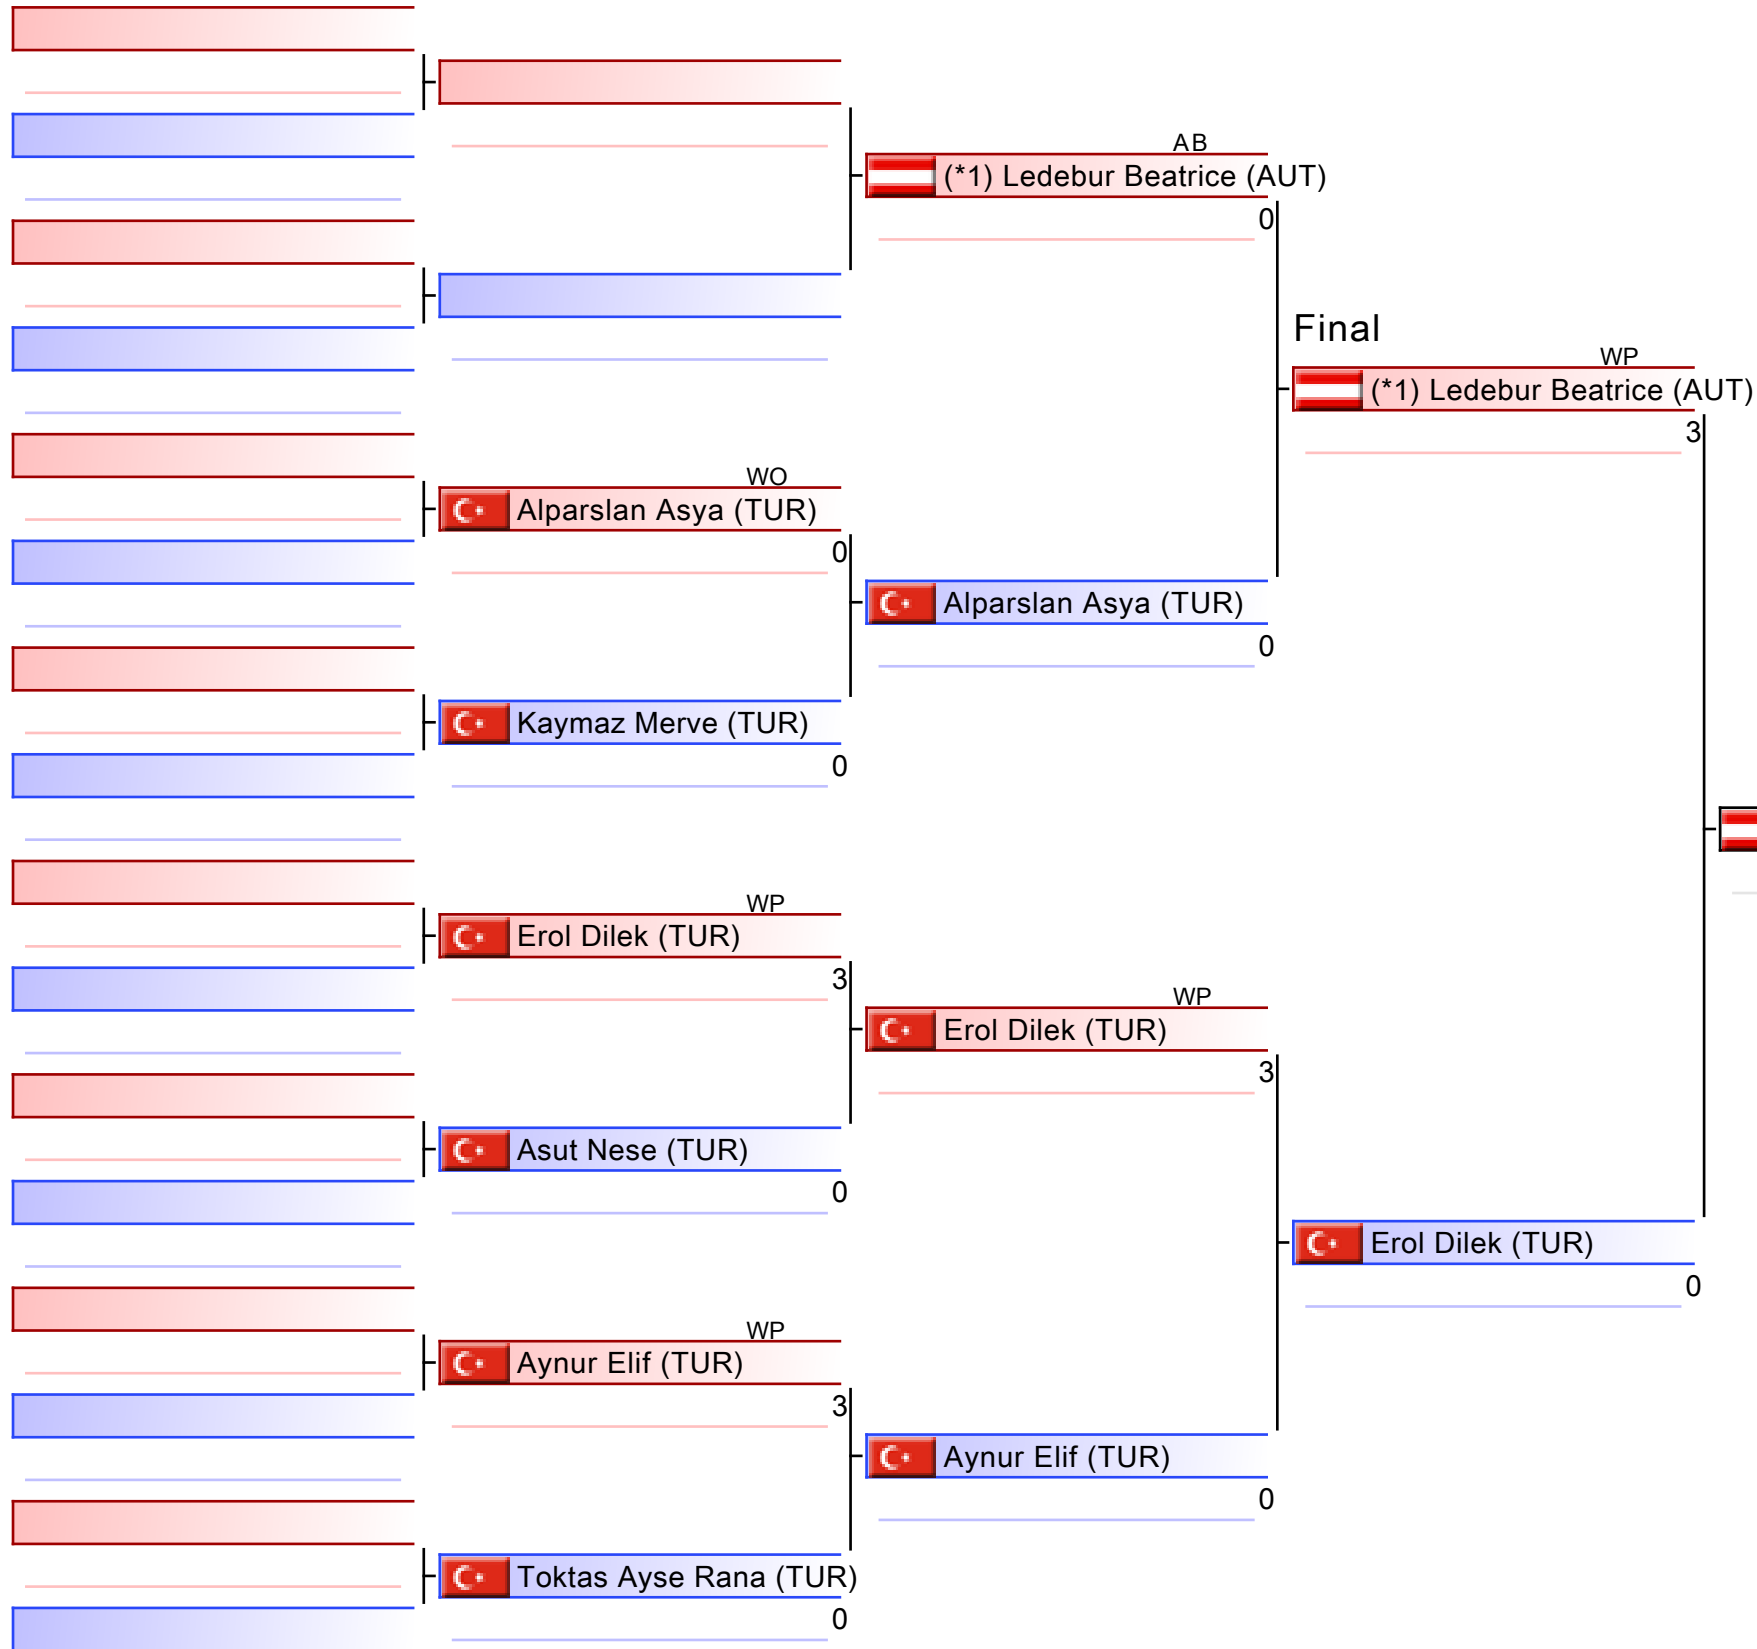 AB
(*1) Ledebur Beatrice (AUT)
0
Final
WP
(*1) Ledebur Beatrice (AUT)
3
WO
Alparslan Asya (TUR)
0
Alparslan Asya (TUR)
0
Kaymaz Merve (TUR)
0
WP
Erol Dilek (TUR)
3
WP
Erol Dilek (TUR)
3
Asut Nese (TUR)
0
Erol Dilek (TUR)
0
WP
Aynur Elif (TUR)
3
Aynur Elif (TUR)
0
Toktas Ayse Rana (TUR)
0